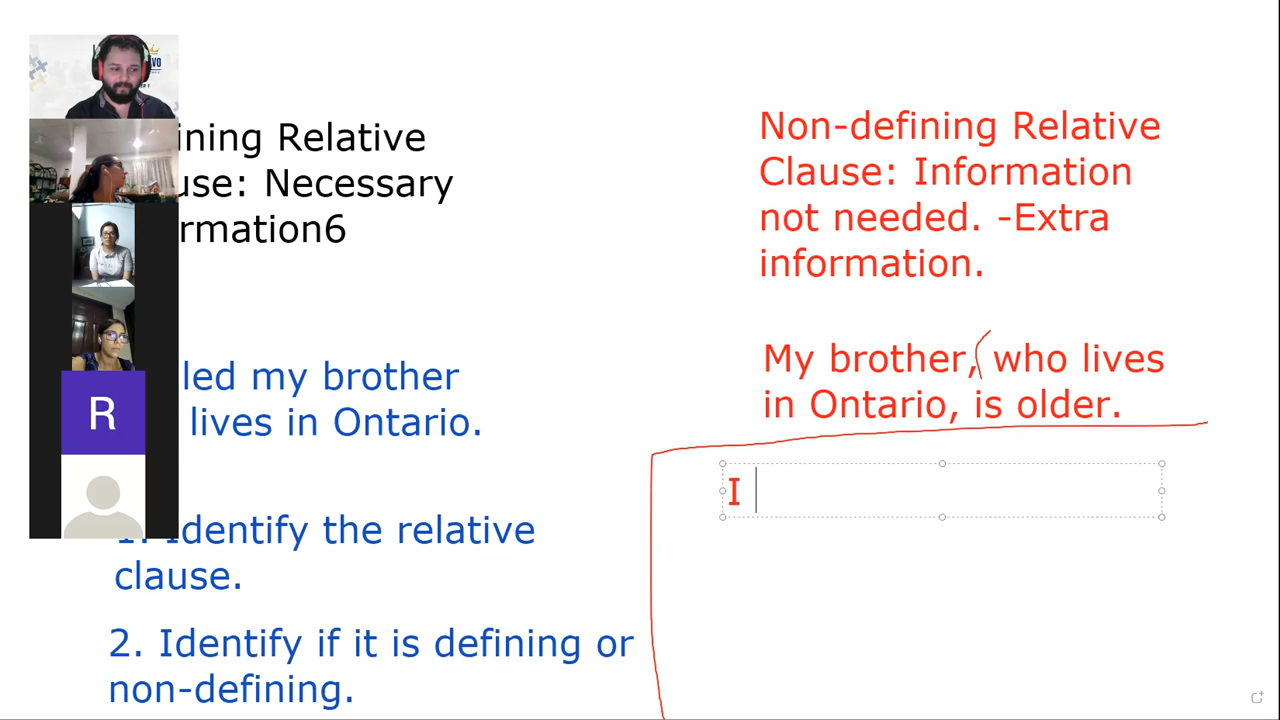 ining Relative
use: Necessary
rmation6
led my brother
lives in Ontario.
1. Identify the relative
clause.
2. Identify if it is defining or
non-defining.
Non-defining Relative
Clause: Information
not needed. -Extra
information.
My brother, who lives
in Ontario, is older.
I
R